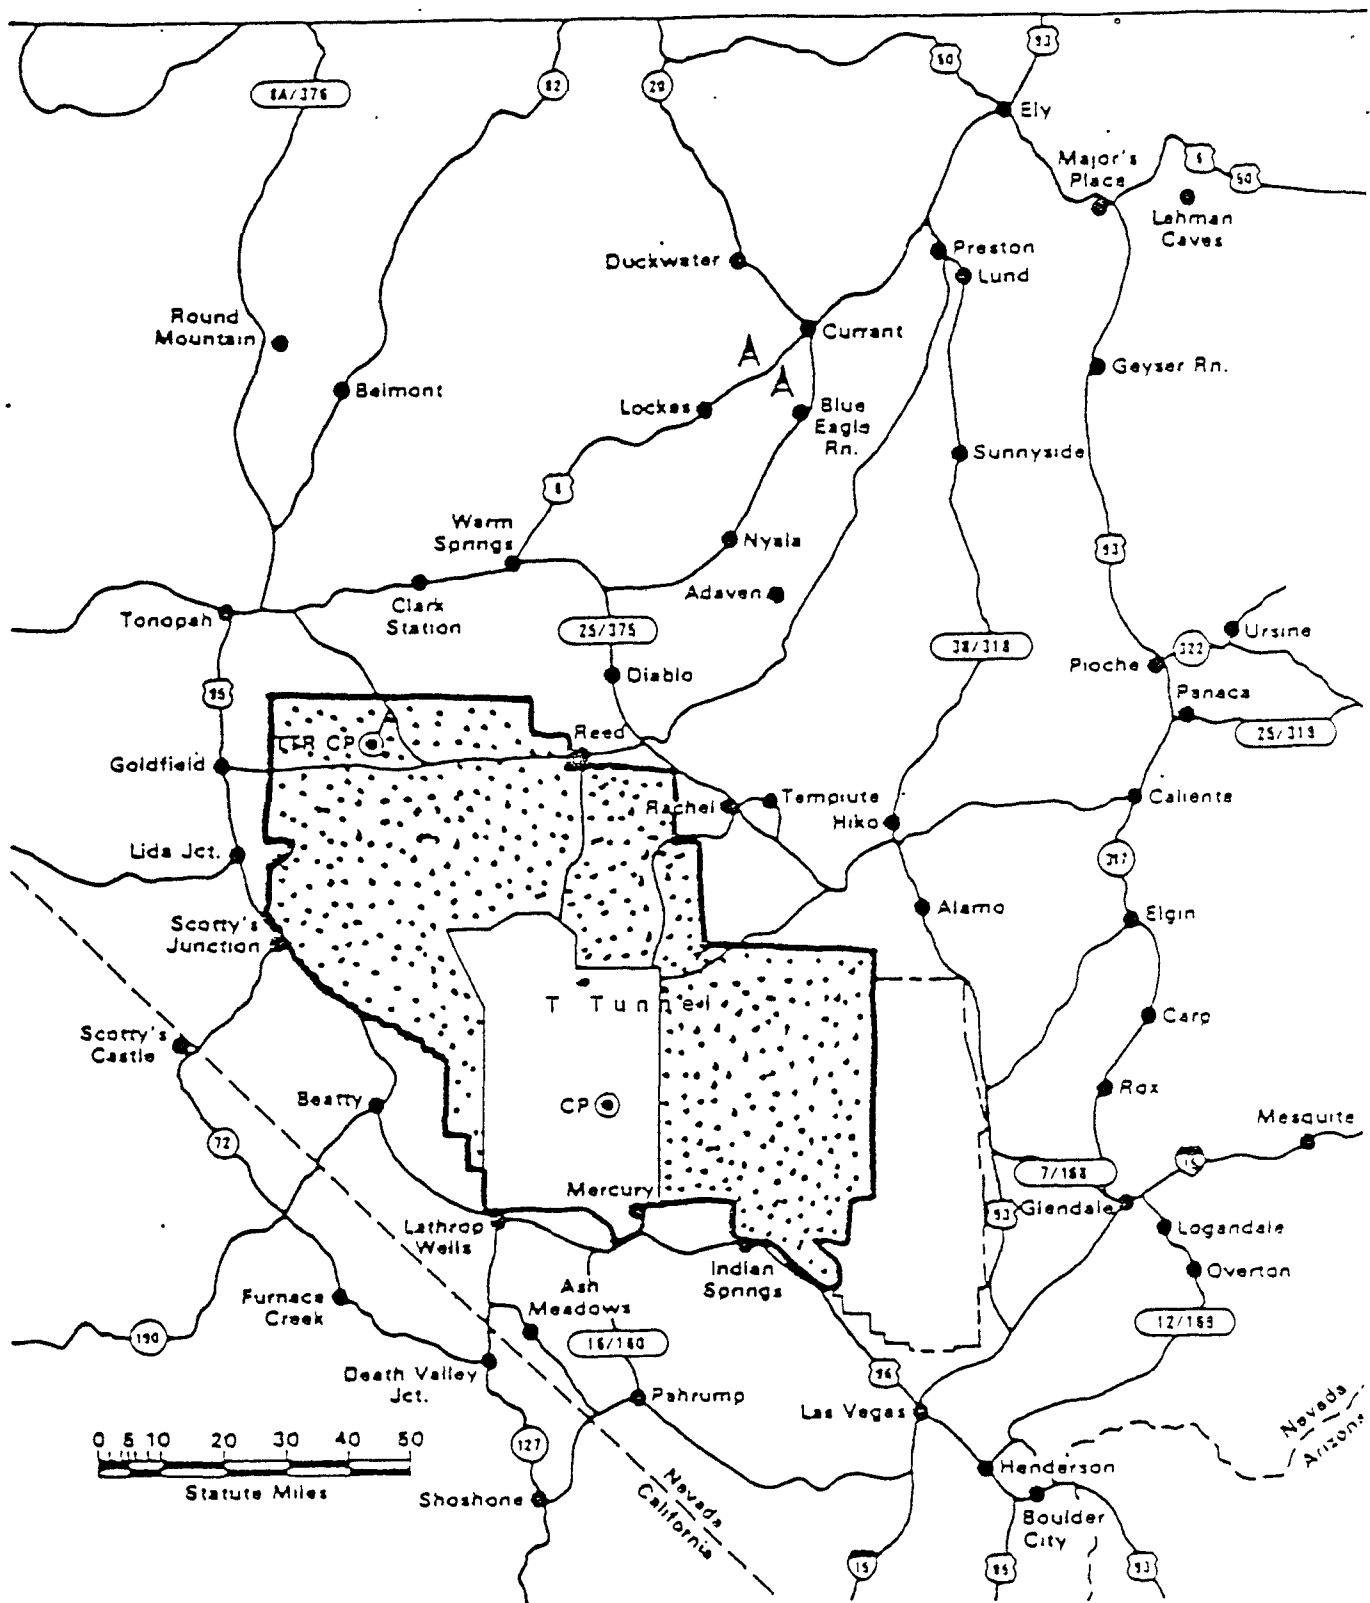 93
50
8A/376
82
20
Ely
Major's
Place
6
50
Lehman
Caves
Preston
Duckwater
Lund
Round
Mountain
Currant
Geyser Rn.
Belmont
Lockes
Blue
Eagle
Rn.
Sunnyside
6
Warm
Springs
Nyala
93
Adaven
Clark
Station
Tonopah
25/375
38/318
Ursine
322
Pioche
Diablo
Panaca
95
25/319
Reed
CP
Goldfield
Rachel
Tempiute
Caliente
Hiko
Lida Jct.
317
Alamo
Elgin
Scotty's
Junction
T Tunnel
Carp
Scotty's
Castle
Rox
Beatty
CP
Mesquite
72
15
7/168
Mercury
93
Glendale
Lathrop
Wells
Logandale
Indian
Springs
Overton
Ash
Meadows
Furnace
Creek
12/169
190
16/160
Death Valley
Jct.
95
Pahrump
Las Vegas
Nevada
Arizona
0 5 10 20 30 40 50
Statute Miles
127
Henderson
Shoshone
Nevada
California
Boulder
City
15
95
93